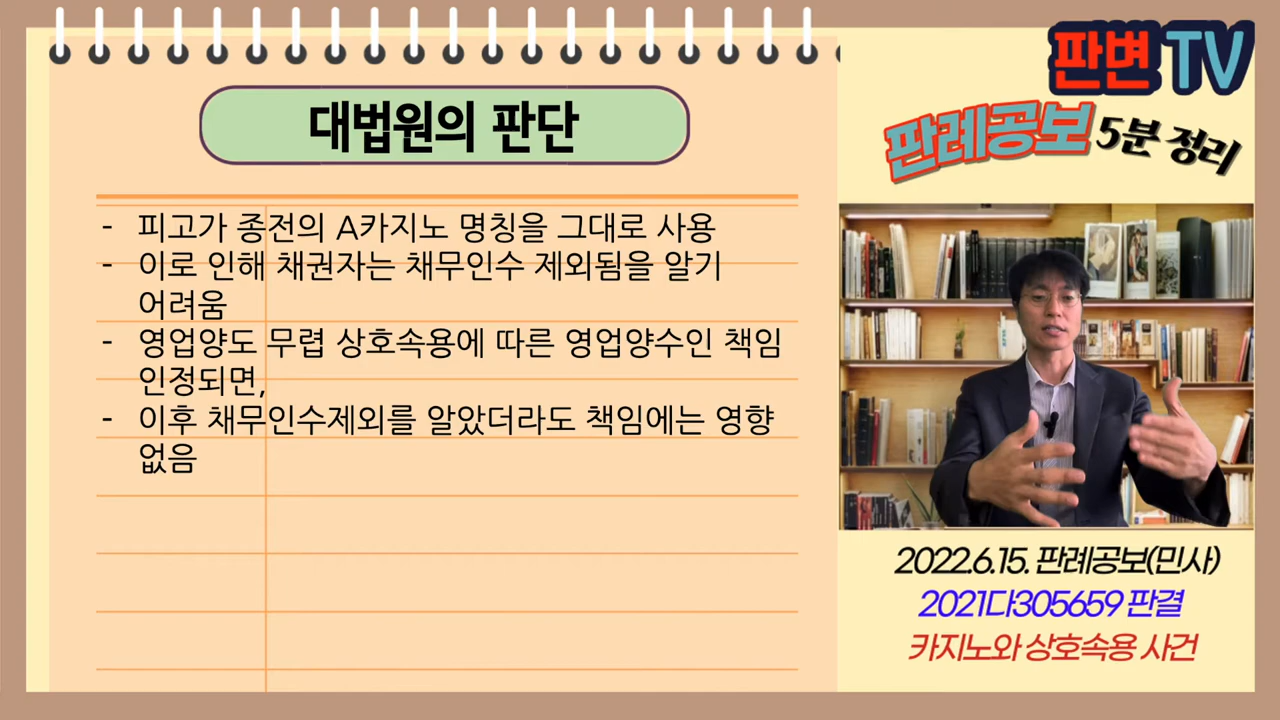 대법원의 판단
- 피고가 종전의 A카지노 명칭을 그대로 사용
- 이로 인해 채권자는 채무인수 제외됨을 알기
어려움
- 영업양도 무렵 상호속용에 따른 영업양수인 책임
인정되면,
- 이후 채무인수제외를 알았더라도 책임에는 영향
없음
판변 TV
판례공보 5분 정리
2022.6.15. 판례공보(민사)
2021다305659 판결
카지노와 상호속용 사건